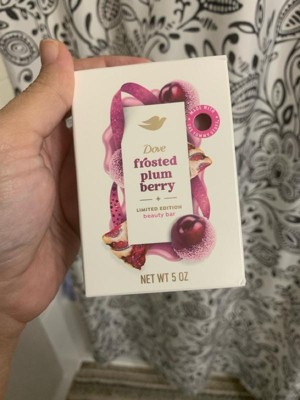 Dove
frosted
plum
berry
LIMITED EDITION
beauty bar
NET WT 5 OZ